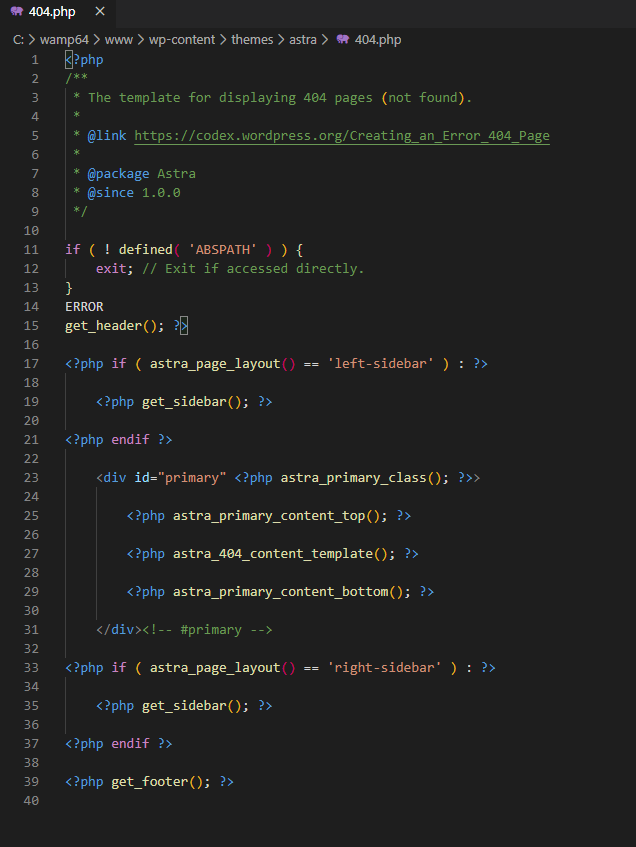 404.php ×
C: > wamp64 > www > wp-content > themes > astra > 404.php
1 <?php
2 /**
3  * The template for displaying 404 pages (not found).
4  *
5  * @link https://codex.wordpress.org/Creating_an_Error_404_Page
6  *
7  * @package Astra
8  * @since 1.0.0
9  */
10
11 if ( ! defined( 'ABSPATH' ) ) {
12     exit; // Exit if accessed directly.
13 }
14 ERROR
15 get_header(); ?>
16
17 <?php if ( astra_page_layout() == 'left-sidebar' ) : ?>
18
19     <?php get_sidebar(); ?>
20
21 <?php endif ?>
22
23     <div id="primary" <?php astra_primary_class(); ?>>
24
25         <?php astra_primary_content_top(); ?>
26
27         <?php astra_404_content_template(); ?>
28
29         <?php astra_primary_content_bottom(); ?>
30
31     </div><!-- #primary -->
32
33 <?php if ( astra_page_layout() == 'right-sidebar' ) : ?>
34
35     <?php get_sidebar(); ?>
36
37 <?php endif ?>
38
39 <?php get_footer(); ?>
40